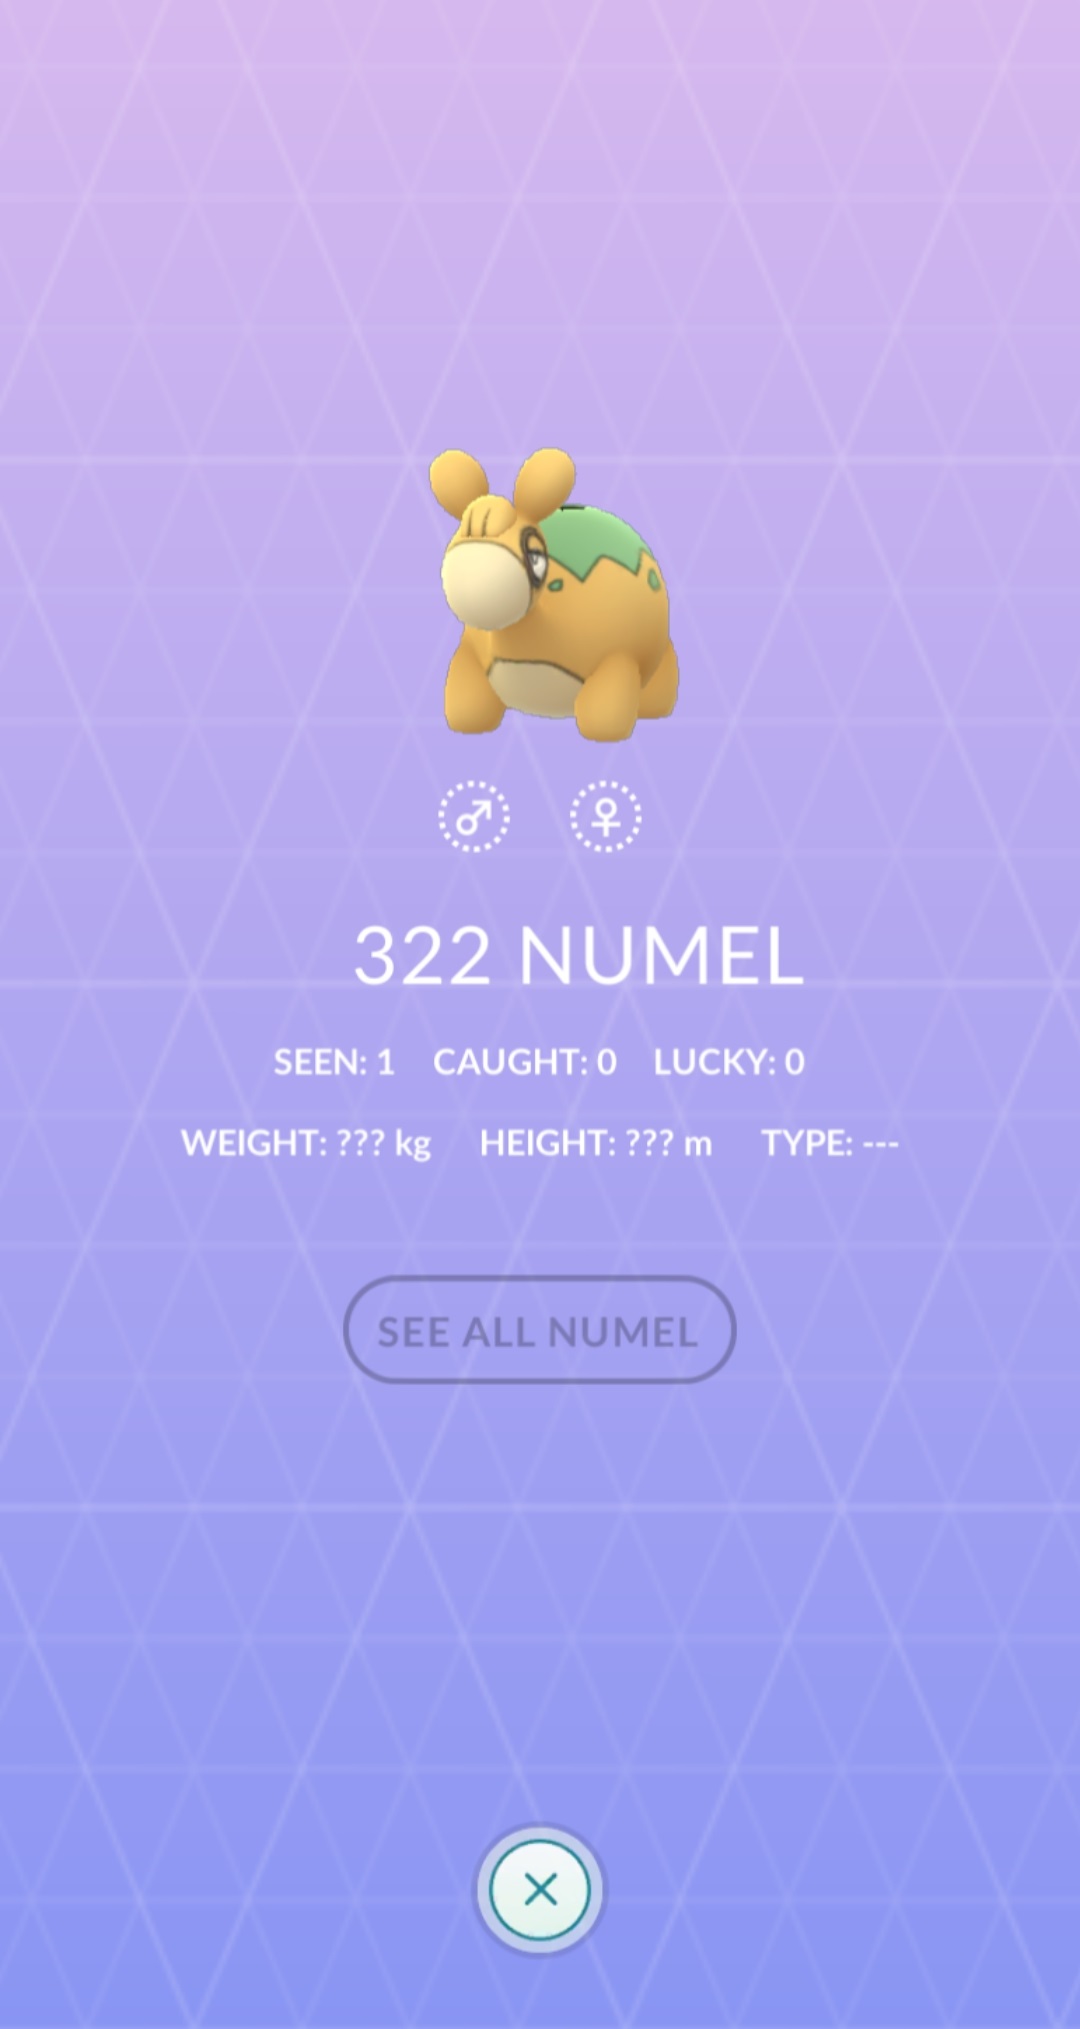 322 NUMEL
SEEN: 1 CAUGHT: 0 LUCKY: 0
WEIGHT: ??? kg HEIGHT: ??? m TYPE: ---
SEE ALL NUMEL